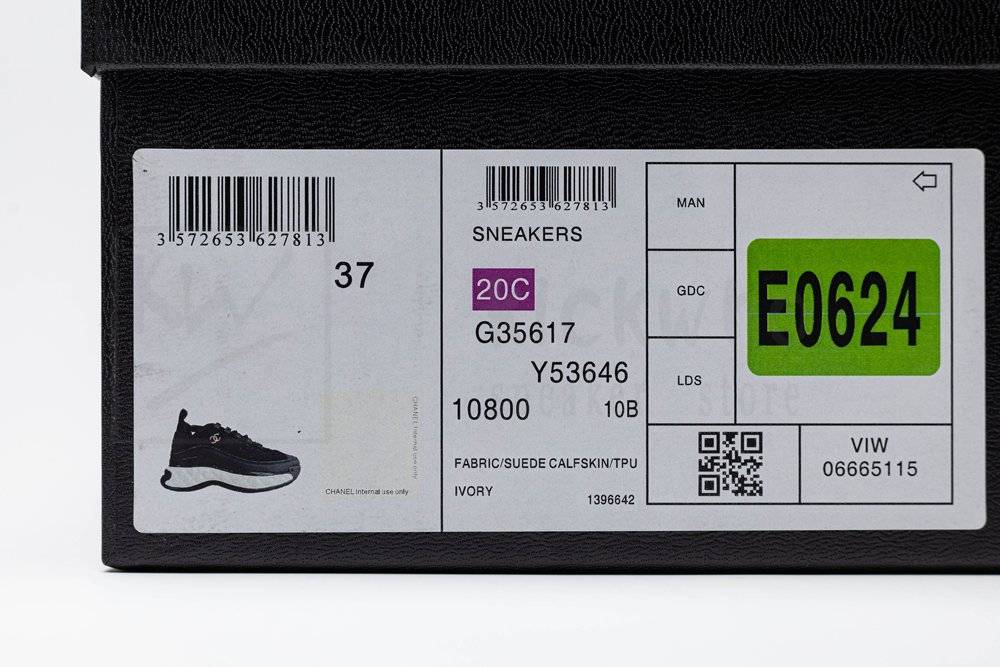 3 572653 627813
37
CHANEL Internal use only
CHANEL Internal use only
3 572653 627813
SNEAKERS
20C
G35617
Y53646
10800 10B
FABRIC/SUEDE CALFSKIN/TPU
IVORY
1396642
MAN
GDC
LDS
E0624
VIW
06665115
store